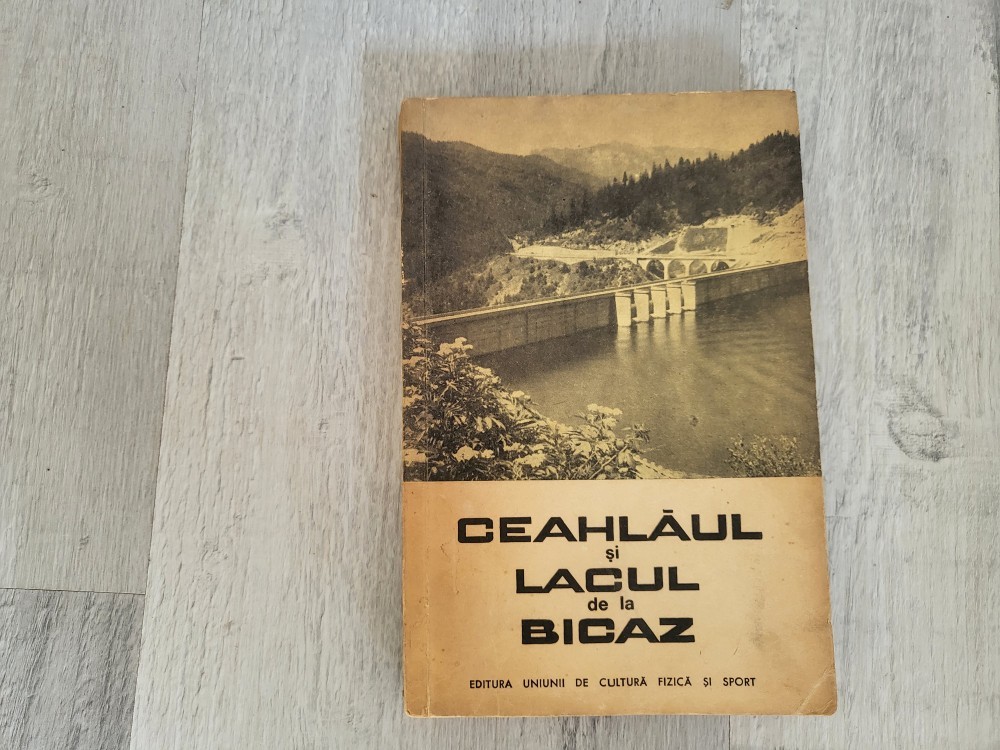 CEAHLĂUL
și
LACUL
de la
BICAZ
EDITURA UNIUNII DE CULTURĂ FIZICĂ ȘI SPORT